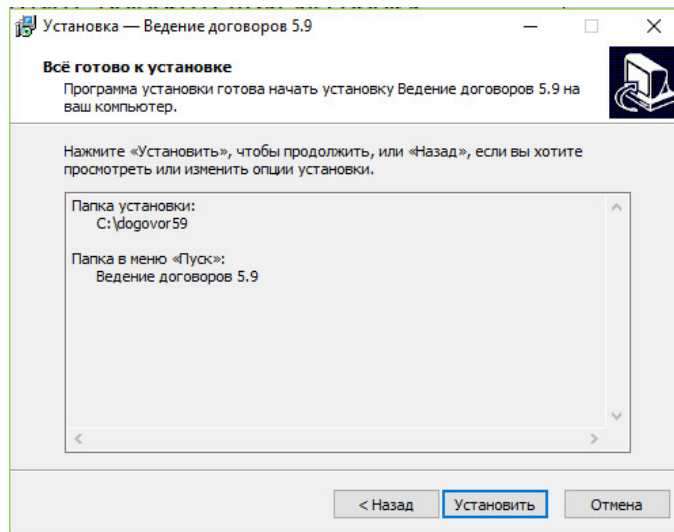 Установка — Ведение договоров 5.9
Всё готово к установке
Программа установки готова начать установку Ведение договоров 5.9 на
ваш компьютер.
Нажмите «Установить», чтобы продолжить, или «Назад», если вы хотите
просмотреть или изменить опции установки.
Папка установки:
C:\dogovor59
Папка в меню «Пуск»:
Ведение договоров 5.9
< Назад
Установить
Отмена